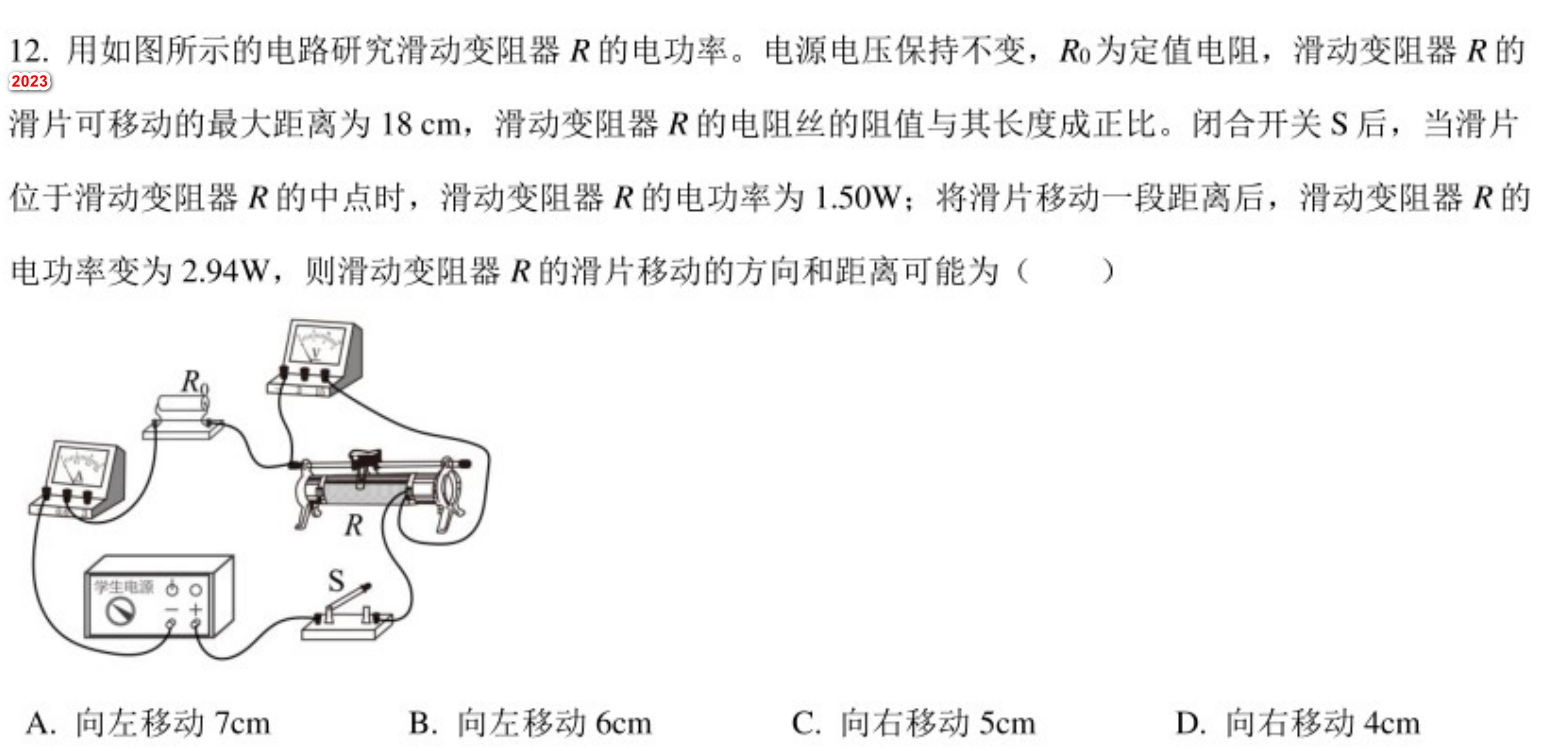 12. 用如图所示的电路研究滑动变阻器 R 的电功率。电源电压保持不变，R₀为定值电阻，滑动变阻器 R 的
2023
滑片可移动的最大距离为 18 cm，滑动变阻器 R 的电阻丝的阻值与其长度成正比。闭合开关 S 后，当滑片
位于滑动变阻器 R 的中点时，滑动变阻器 R 的电功率为 1.50W；将滑片移动一段距离后，滑动变阻器 R 的
电功率变为 2.94W，则滑动变阻器 R 的滑片移动的方向和距离可能为（　　）
V
R₀
A
R
学生电源
S
− +
A. 向左移动 7cm B. 向左移动 6cm C. 向右移动 5cm D. 向右移动 4cm